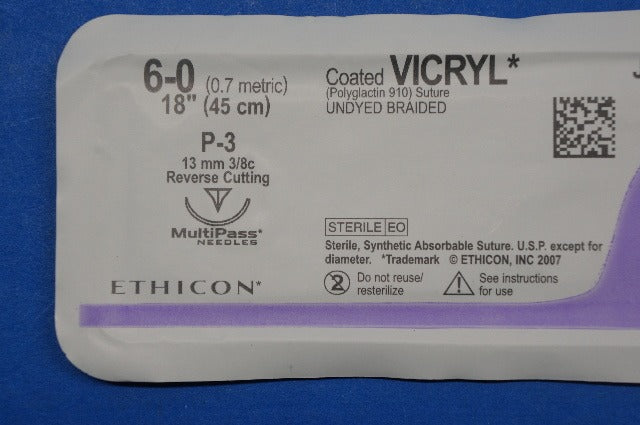 6-0 (0.7 metric)
18" (45 cm)
P-3
13 mm 3/8c
Reverse Cutting
MultiPass*
NEEDLES
ETHICON*
Coated VICRYL*
(Polyglactin 910) Suture
UNDYED BRAIDED
STERILE EO
Sterile, Synthetic Absorbable Suture. U.S.P. except for
diameter. *Trademark © ETHICON, INC 2007
2 Do not reuse/
resterilize
See instructions
for use